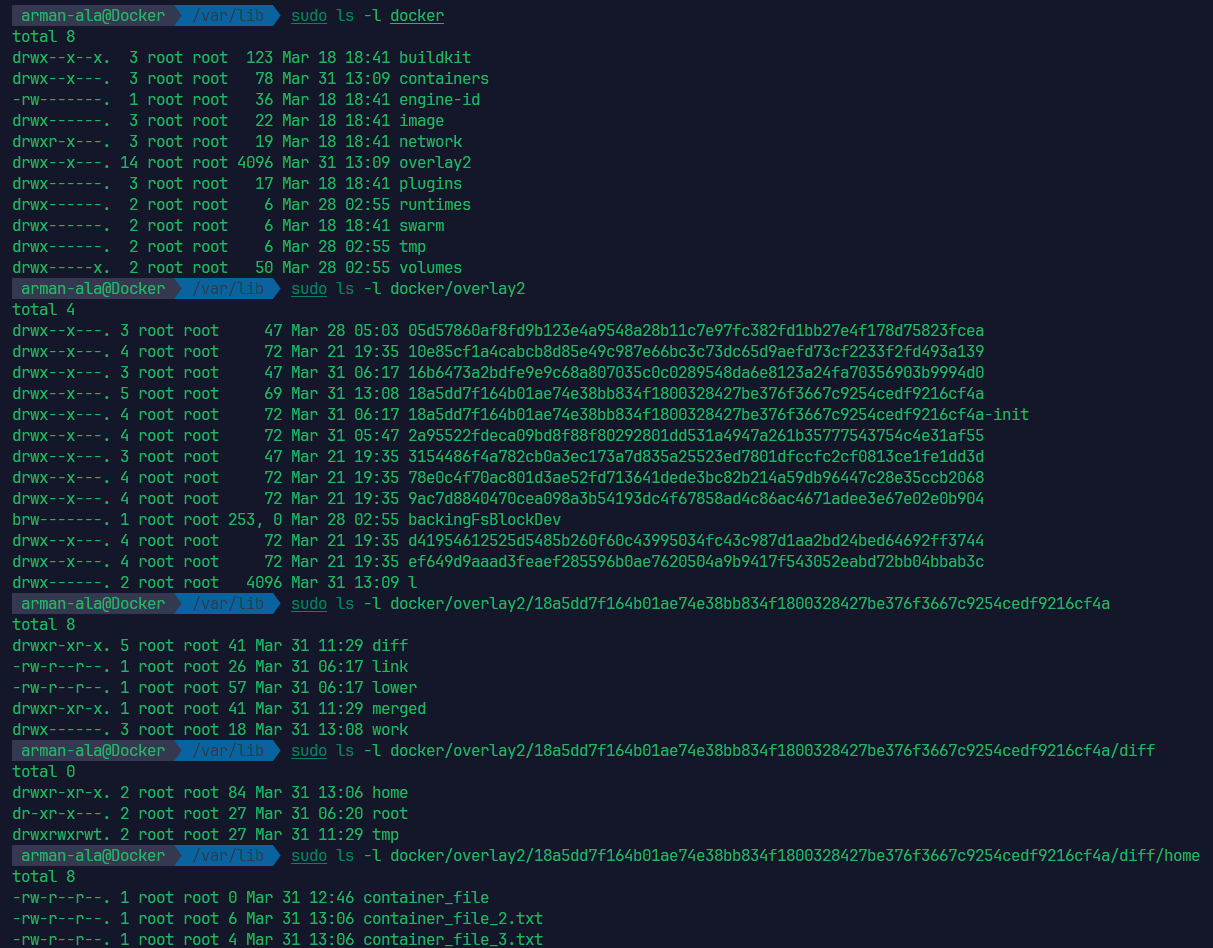 arman-ala@Docker /var/lib sudo ls -l docker
total 8
drwx--x--x. 3 root root 123 Mar 18 18:41 buildkit
drwx--x---. 3 root root 78 Mar 31 13:09 containers
-rw-------. 1 root root 36 Mar 18 18:41 engine-id
drwx------. 3 root root 22 Mar 18 18:41 image
drwxr-x---. 3 root root 19 Mar 18 18:41 network
drwx--x---. 14 root root 4096 Mar 31 13:09 overlay2
drwx------. 3 root root 17 Mar 18 18:41 plugins
drwx------. 2 root root 6 Mar 28 02:55 runtimes
drwx------. 2 root root 6 Mar 18 18:41 swarm
drwx------. 2 root root 6 Mar 28 02:55 tmp
drwx-----x. 2 root root 50 Mar 28 02:55 volumes
arman-ala@Docker /var/lib sudo ls -l docker/overlay2
total 4
drwx--x---. 3 root root 47 Mar 28 05:03 05d57860af8fd9b123e4a9548a28b11c7e97fc382fd1bb27e4f178d75823fcea
drwx--x---. 4 root root 72 Mar 21 19:35 10e85cf1a4cabcb8d85e49c987e66bc3c73dc65d9aefd73cf2233f2fd493a139
drwx--x---. 3 root root 47 Mar 31 06:17 16b6473a2bdfe9e9c68a807035c0c0289548da6e8123a24fa70356903b9994d0
drwx--x---. 5 root root 69 Mar 31 13:08 18a5dd7f164b01ae74e38bb834f1800328427be376f3667c9254cedf9216cf4a
drwx--x---. 4 root root 72 Mar 31 06:17 18a5dd7f164b01ae74e38bb834f1800328427be376f3667c9254cedf9216cf4a-init
drwx--x---. 4 root root 72 Mar 31 05:47 2a95522fdeca09bd8f88f80292801dd531a4947a261b35777543754c4e31af55
drwx--x---. 3 root root 47 Mar 21 19:35 3154486f4a782cb0a3ec173a7d835a25523ed7801dfccfc2cf0813ce1fe1dd3d
drwx--x---. 4 root root 72 Mar 21 19:35 78e0c4f70ac801d3ae52fd713641dede3bc82b214a59db96447c28e35ccb2068
drwx--x---. 4 root root 72 Mar 21 19:35 9ac7d8840470cea098a3b54193dc4f67858ad4c86ac4671adee3e67e02e0b904
brw-------. 1 root root 253, 0 Mar 28 02:55 backingFsBlockDev
drwx--x---. 4 root root 72 Mar 21 19:35 d41954612525d5485b260f60c43995034fc43c987d1aa2bd24bed64692ff3744
drwx--x---. 4 root root 72 Mar 21 19:35 ef649d9aaad3feaef285596b0ae7620504a9b9417f543052eabd72bb04bbab3c
drwx------. 2 root root 4096 Mar 31 13:09 l
arman-ala@Docker /var/lib sudo ls -l docker/overlay2/18a5dd7f164b01ae74e38bb834f1800328427be376f3667c9254cedf9216cf4a
total 8
drwxr-xr-x. 5 root root 41 Mar 31 11:29 diff
-rw-r--r--. 1 root root 26 Mar 31 06:17 link
-rw-r--r--. 1 root root 57 Mar 31 06:17 lower
drwxr-xr-x. 1 root root 41 Mar 31 11:29 merged
drwx------. 3 root root 18 Mar 31 13:08 work
arman-ala@Docker /var/lib sudo ls -l docker/overlay2/18a5dd7f164b01ae74e38bb834f1800328427be376f3667c9254cedf9216cf4a/diff
total 0
drwxr-xr-x. 2 root root 84 Mar 31 13:06 home
dr-xr-x---. 2 root root 27 Mar 31 06:20 root
drwxrwxrwt. 2 root root 27 Mar 31 11:29 tmp
arman-ala@Docker /var/lib sudo ls -l docker/overlay2/18a5dd7f164b01ae74e38bb834f1800328427be376f3667c9254cedf9216cf4a/diff/home
total 8
-rw-r--r--. 1 root root 0 Mar 31 12:46 container_file
-rw-r--r--. 1 root root 6 Mar 31 13:06 container_file_2.txt
-rw-r--r--. 1 root root 4 Mar 31 13:06 container_file_3.txt